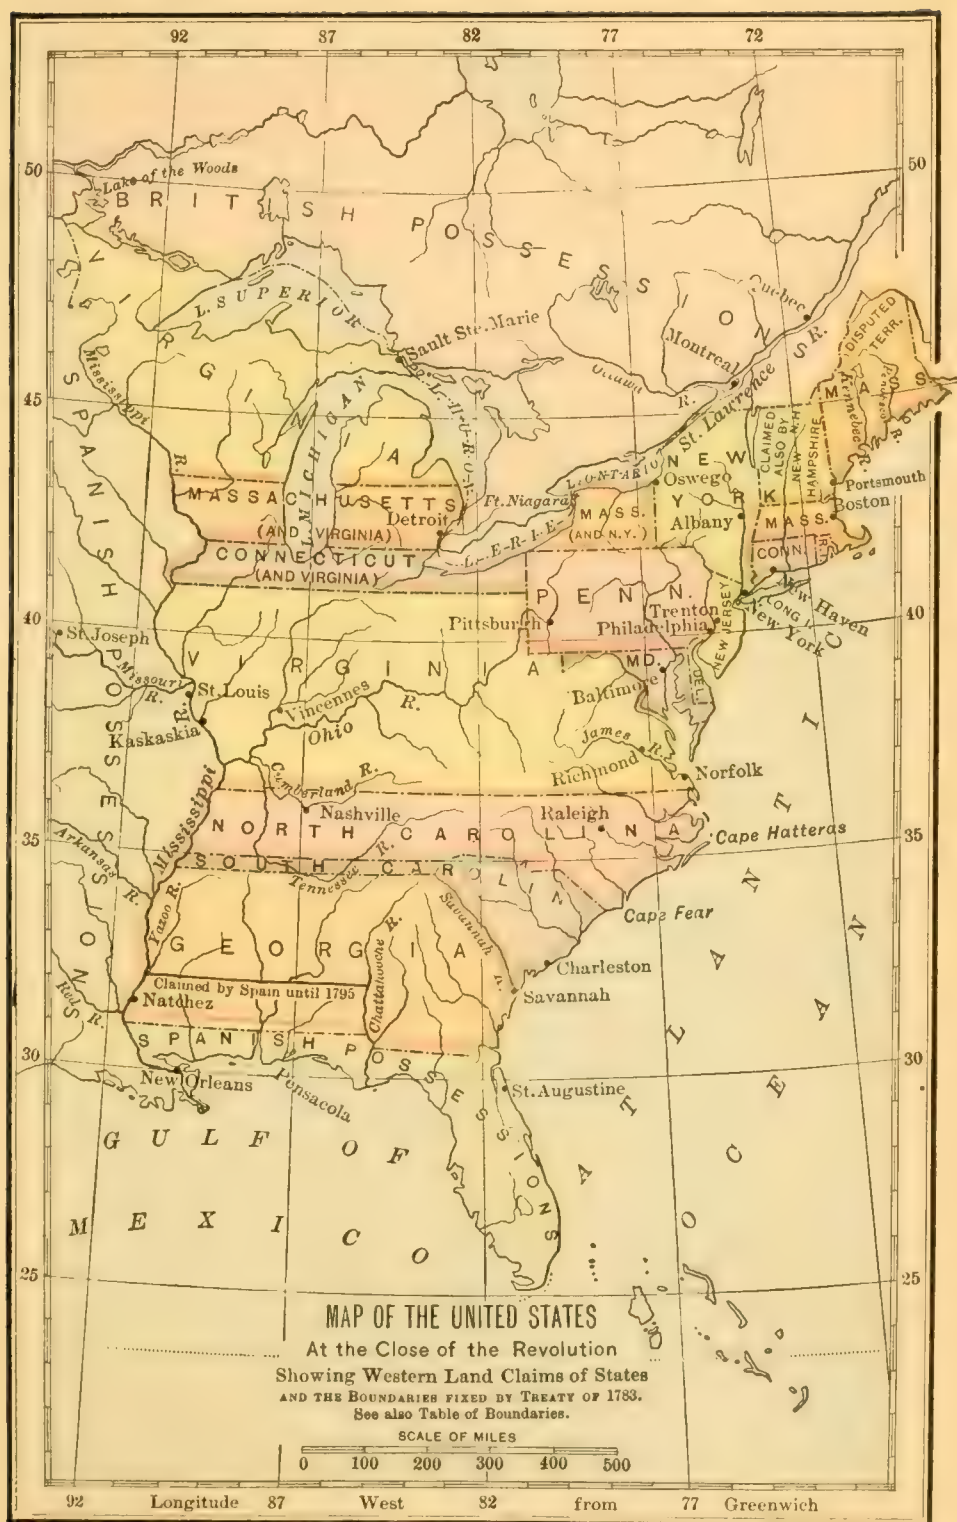 92 87 82 77 72
50 50
Lake of the Woods
BRITISH POSSESSIONS
L. SUPERIOR
Sault Ste. Marie
Quebec
Montreal
Ottawa R.
St. Lawrence R.
DISPUTED TERR.
MASS.
Kennebec R.
VIRGINIA
Mississippi R.
45
L. MICHIGAN
L. ONTARIO
Ft. Niagara
L. ERIE
NEW YORK
Oswego
Albany
CLAIMED ALSO BY NEW N.H.
HAMPSHIRE
Portsmouth
Boston
MASS.
CONN.
R.I.
MASS. (AND N.Y.)
MASSACHUSETTS
(AND VIRGINIA)
Detroit
CONNECTICUT
(AND VIRGINIA)
New Haven
LONG I.
New York
40 40
PENN.
Pittsburgh
Trenton
Philadelphia
NEW JERSEY
MD.
DEL.
Baltimore
SPANISH POSSESSIONS
St. Joseph
Missouri R.
St. Louis
Kaskaskia
VIRGINIA
Vincennes
Ohio R.
James R.
Richmond
Norfolk
Cumberland R.
Nashville
Raleigh
NORTH CAROLINA
Cape Hatteras
35 35
Mississippi R.
Arkansas R.
SOUTH CAROLINA
Tennessee R.
Cape Fear
Yazoo R.
GEORGIA
Savannah R.
Chattahooche R.
Charleston
Savannah
Claimed by Spain until 1795
Natchez
Red R.
SPANISH POSSESSIONS
30 30
New Orleans
Pensacola
St. Augustine
GULF OF
MEXICO
ATLANTIC OCEAN
25 25
MAP OF THE UNITED STATES
At the Close of the Revolution
Showing Western Land Claims of States
AND THE BOUNDARIES FIXED BY TREATY OF 1783.
See also Table of Boundaries.
SCALE OF MILES
0 100 200 300 400 500
92 Longitude 87 West 82 from 77 Greenwich